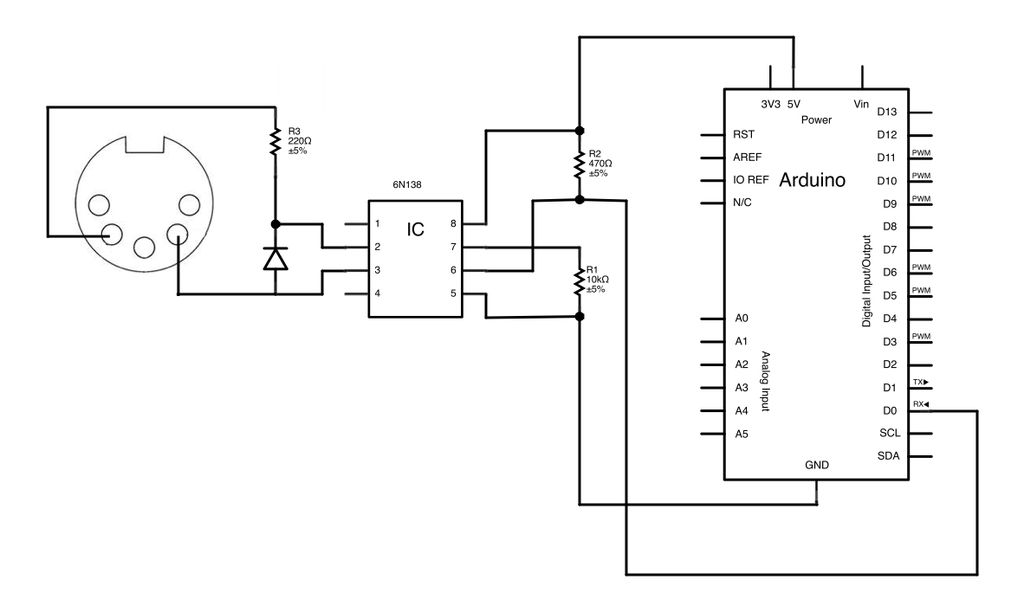 R3
220Ω
±5%
6N138
IC
1
2
3
4
8
7
6
5
R2
470Ω
±5%
R1
10kΩ
±5%
3V3 5V Vin
Power
Arduino
RST
AREF
IO REF
N/C
A0
A1
A2
A3
A4
A5
Analog Input
Digital Input/Output
D13
D12
D11 PWM
D10 PWM
D9 PWM
D8
D7
D6 PWM
D5 PWM
D4
D3 PWM
D2
D1 TX▶
D0 RX◀
SCL
SDA
GND